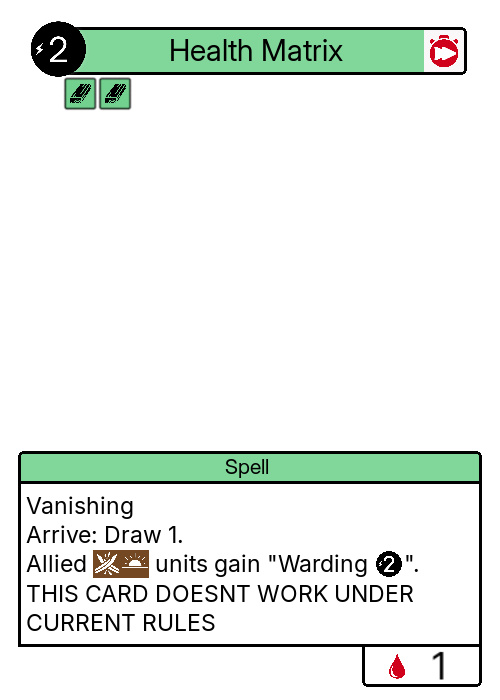 2 Health Matrix
Spell
Vanishing
Arrive: Draw 1.
Allied units gain "Warding 2".
THIS CARD DOESNT WORK UNDER
CURRENT RULES
1